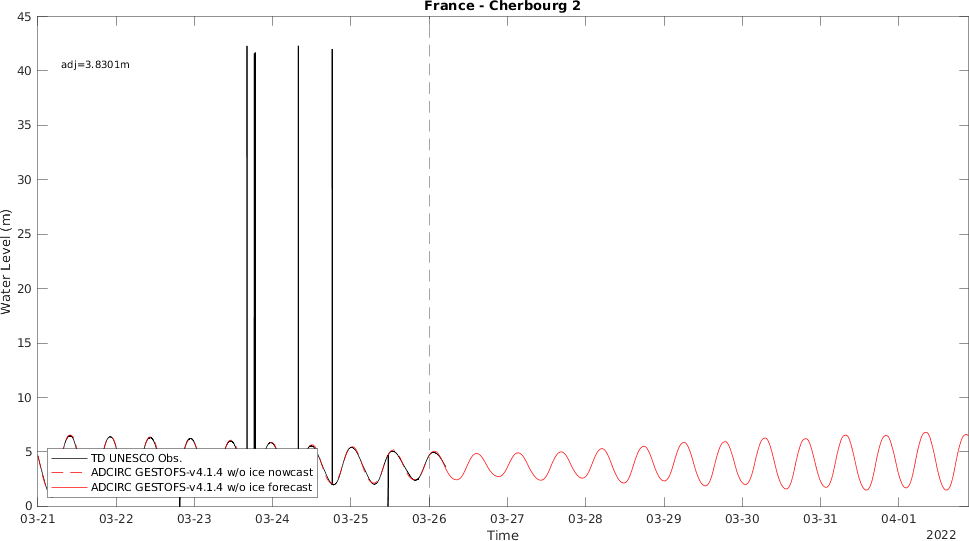 France - Cherbourg 2
45
40
35
30
25
20
15
10
5
0
adj=3.8301m
Water Level (m)
TD UNESCO Obs.
ADCIRC GESTOFS-v4.1.4 w/o ice nowcast
ADCIRC GESTOFS-v4.1.4 w/o ice forecast
03-21 03-22 03-23 03-24 03-25 03-26 03-27 03-28 03-29 03-30 03-31 04-01
Time
2022